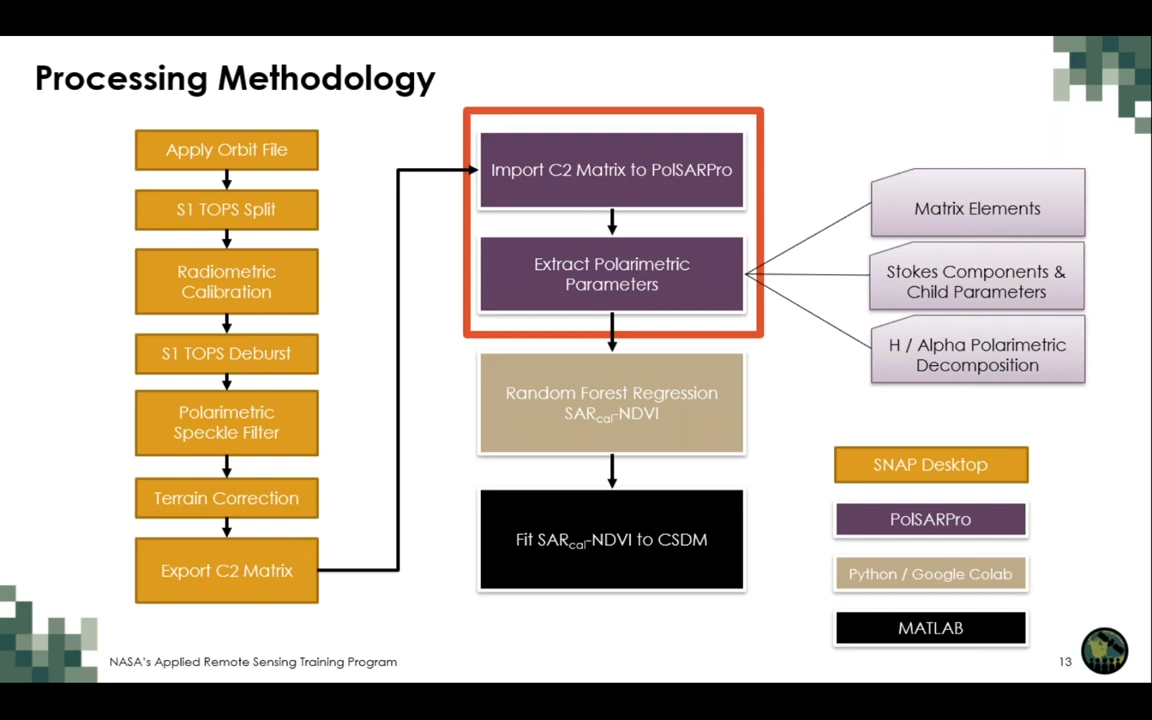 Processing Methodology
Apply Orbit File
S1 TOPS Split
Radiometric
Calibration
S1 TOPS Deburst
Polarimetric
Speckle Filter
Terrain Correction
Export C2 Matrix
Import C2 Matrix to PolSARPro
Extract Polarimetric
Parameters
Random Forest Regression
SARcal-NDVI
Fit SARcal-NDVI to CSDM
Matrix Elements
Stokes Components &
Child Parameters
H / Alpha Polarimetric
Decomposition
SNAP Desktop
PolSARPro
Python / Google Colab
MATLAB
NASA's Applied Remote Sensing Training Program
13